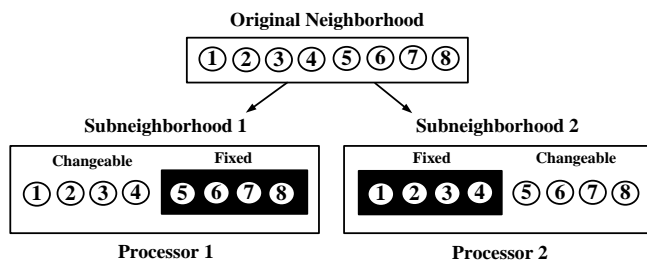 Original Neighborhood
1 2 3 4 5 6 7 8
Subneighborhood 1
Changeable
Fixed
1 2 3 4
5 6 7 8
Processor 1
Subneighborhood 2
Fixed
Changeable
1 2 3 4
5 6 7 8
Processor 2